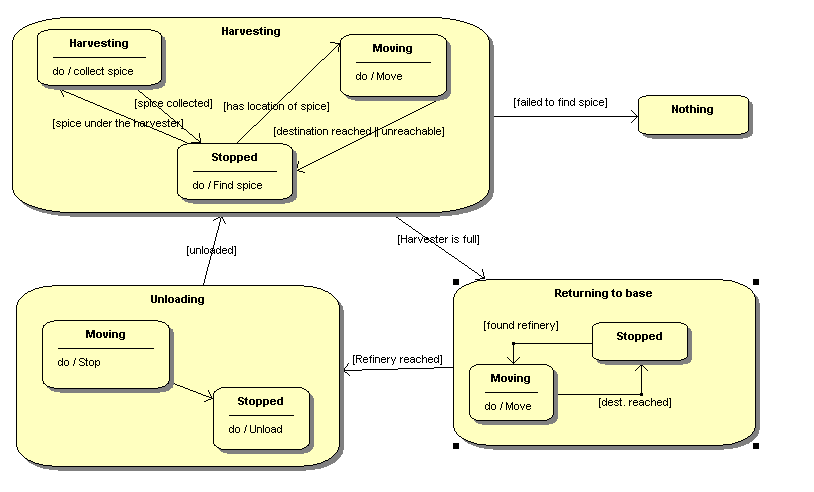 Harvesting
Harvesting
do / collect spice
Moving
do / Move
[spice collected]
[has location of spice]
[failed to find spice]
Nothing
[spice under the harvester]
[destination reached || unreachable]
Stopped
do / Find spice
[unloaded]
[Harvester is full]
Unloading
Moving
do / Stop
Stopped
do / Unload
[Refinery reached]
Returning to base
[found refinery]
Stopped
Moving
do / Move
[dest. reached]